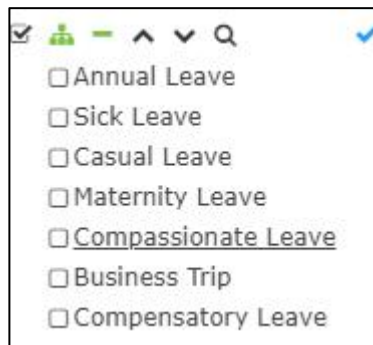 Annual Leave
Sick Leave
Casual Leave
Maternity Leave
Compassionate Leave
Business Trip
Compensatory Leave